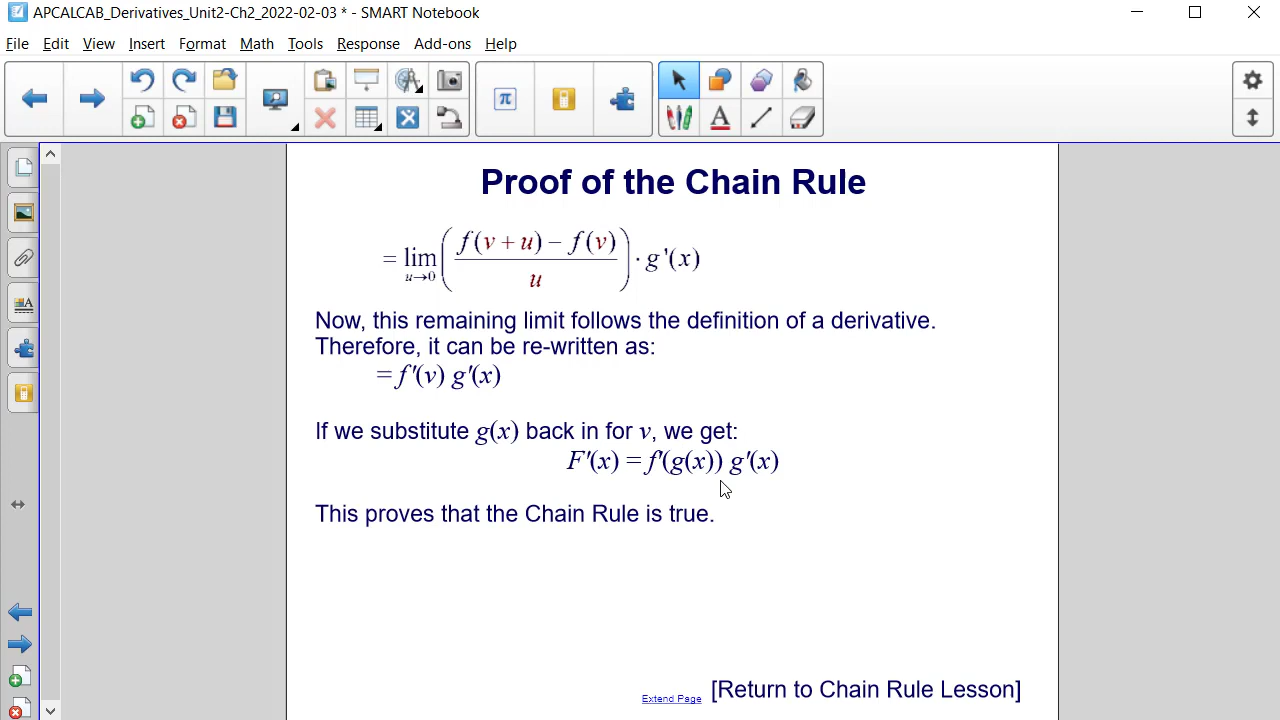 APCALCAB_Derivatives_Unit2-Ch2_2022-02-03 * - SMART Notebook
File Edit View Insert Format Math Tools Response Add-ons Help
Proof of the Chain Rule
= lim u→0 ( f(v + u) − f(v) / u ) · g'(x)
Now, this remaining limit follows the definition of a derivative.
Therefore, it can be re-written as:
= f'(v) g'(x)
If we substitute g(x) back in for v, we get:
F'(x) = f'(g(x)) g'(x)
This proves that the Chain Rule is true.
Extend Page [Return to Chain Rule Lesson]